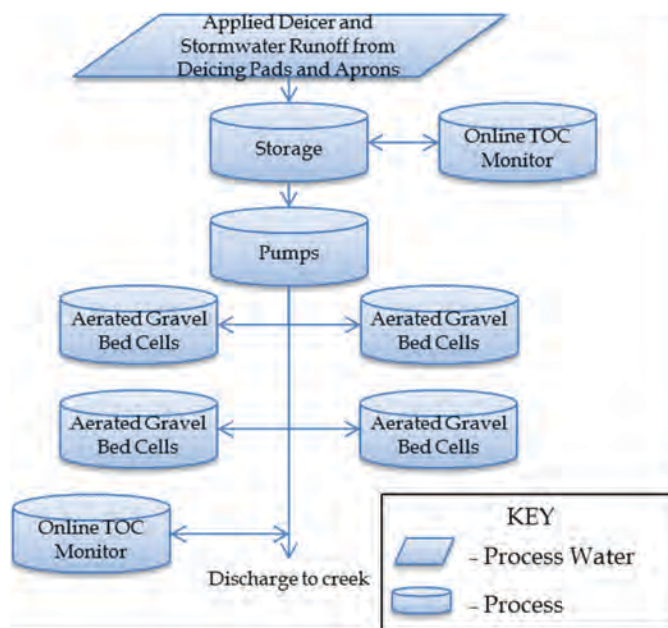 Applied Deicer and
Stormwater Runoff from
Deicing Pads and Aprons
Storage
Online TOC
Monitor
Pumps
Aerated Gravel
Bed Cells
Aerated Gravel
Bed Cells
Aerated Gravel
Bed Cells
Aerated Gravel
Bed Cells
Online TOC
Monitor
Discharge to creek
KEY
- Process Water
- Process